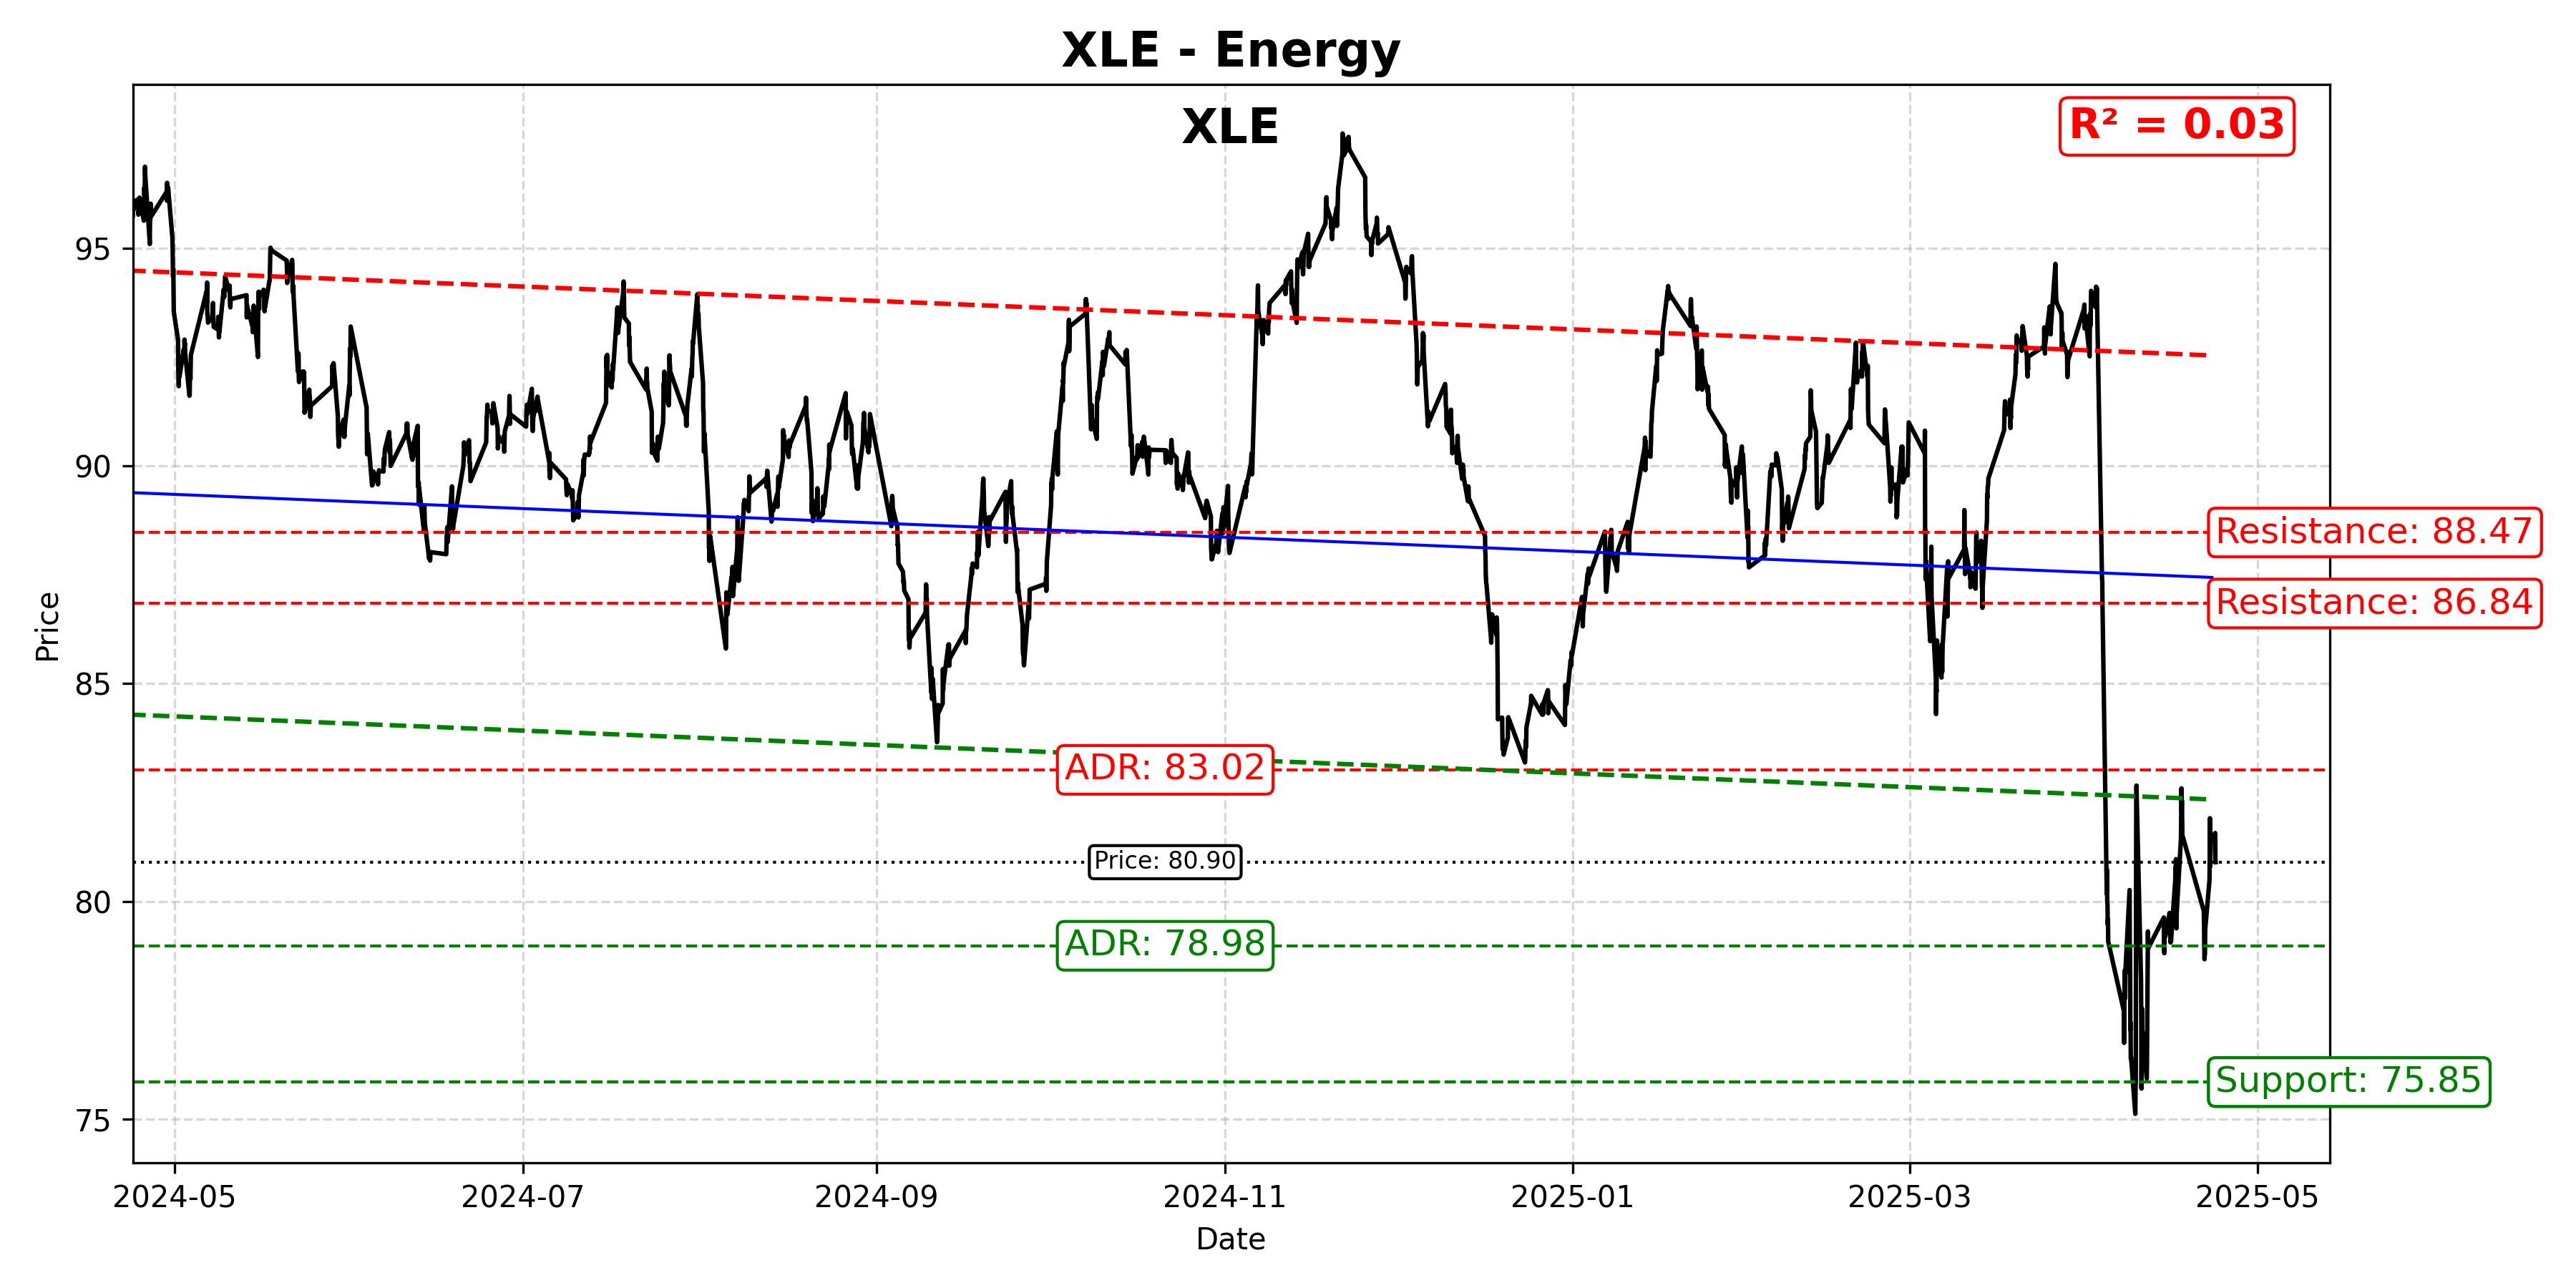 XLE - Energy
XLE
R² = 0.03
95
90
85
80
75
Price
Resistance: 88.47
Resistance: 86.84
ADR: 83.02
Price: 80.90
ADR: 78.98
Support: 75.85
2024-05
2024-07
2024-09
2024-11
2025-01
2025-03
2025-05
Date